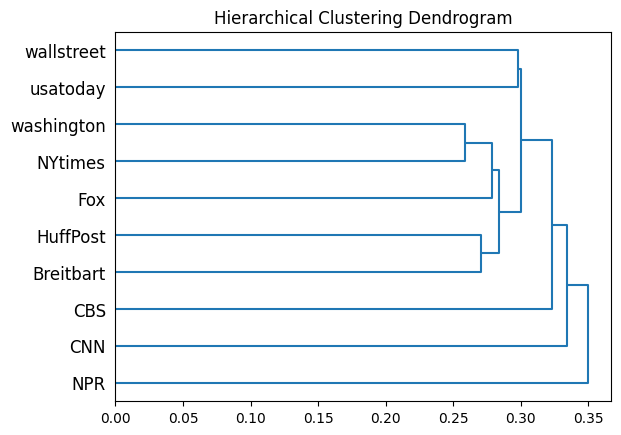 Hierarchical Clustering Dendrogram
wallstreet
usatoday
washington
NYtimes
Fox
HuffPost
Breitbart
CBS
CNN
NPR
0.00 0.05 0.10 0.15 0.20 0.25 0.30 0.35